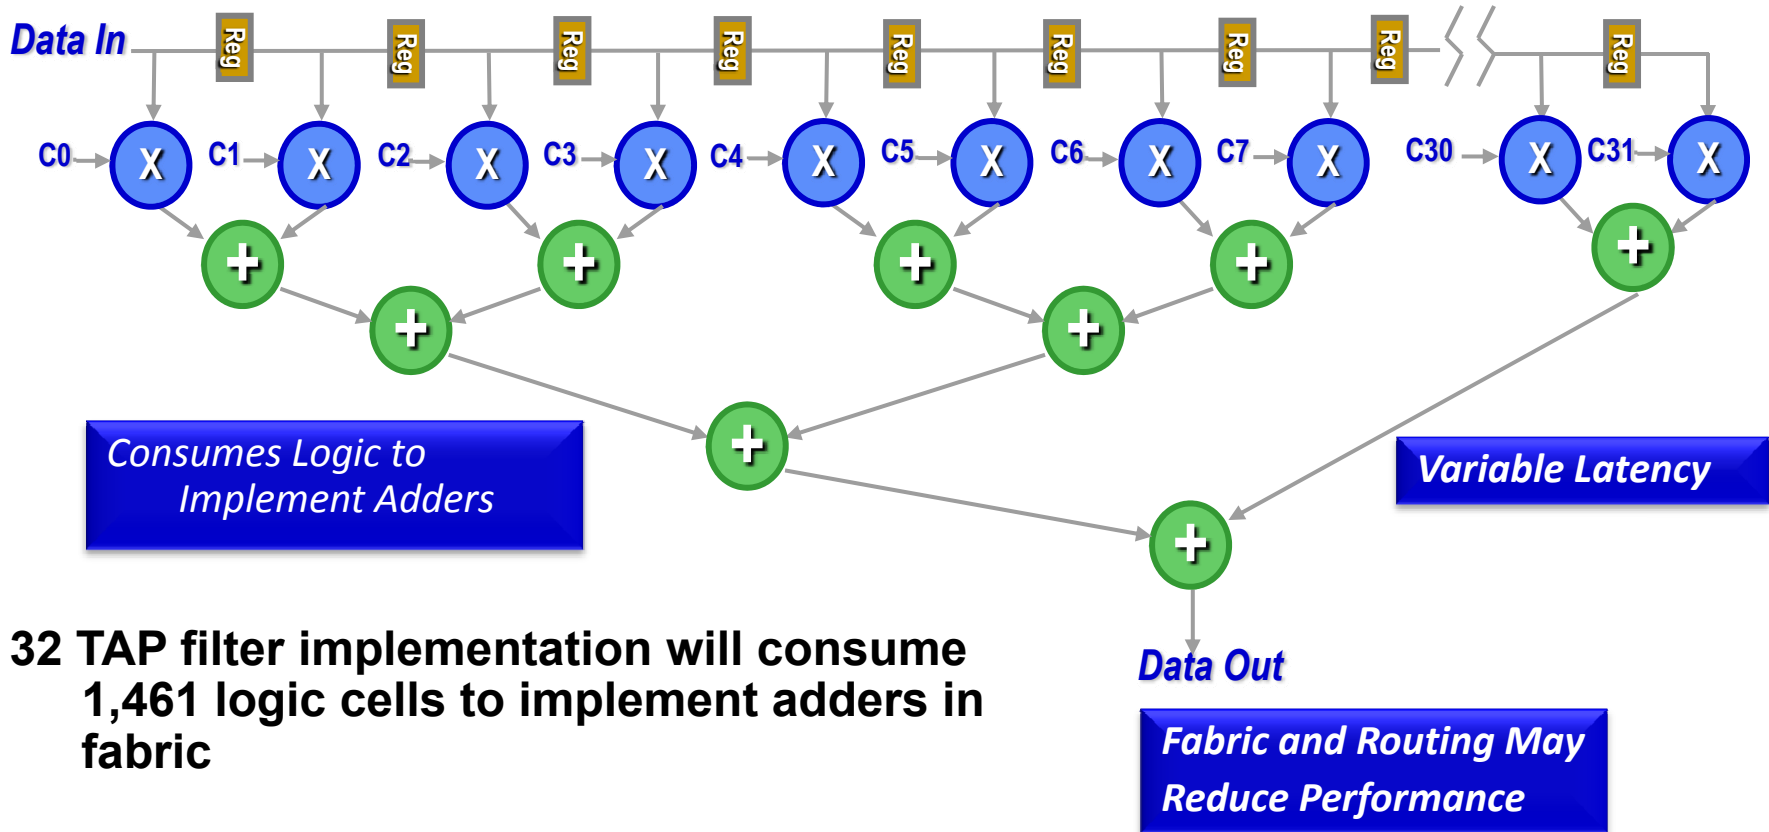 Data In
Reg Reg Reg Reg Reg Reg Reg Reg Reg
C0 X C1 X C2 X C3 X C4 X C5 X C6 X C7 X C30 X C31 X
+ + + + +
+ +
+
Consumes Logic to
Implement Adders
Variable Latency
+
Data Out
32 TAP filter implementation will consume
1,461 logic cells to implement adders in
fabric
Fabric and Routing May
Reduce Performance